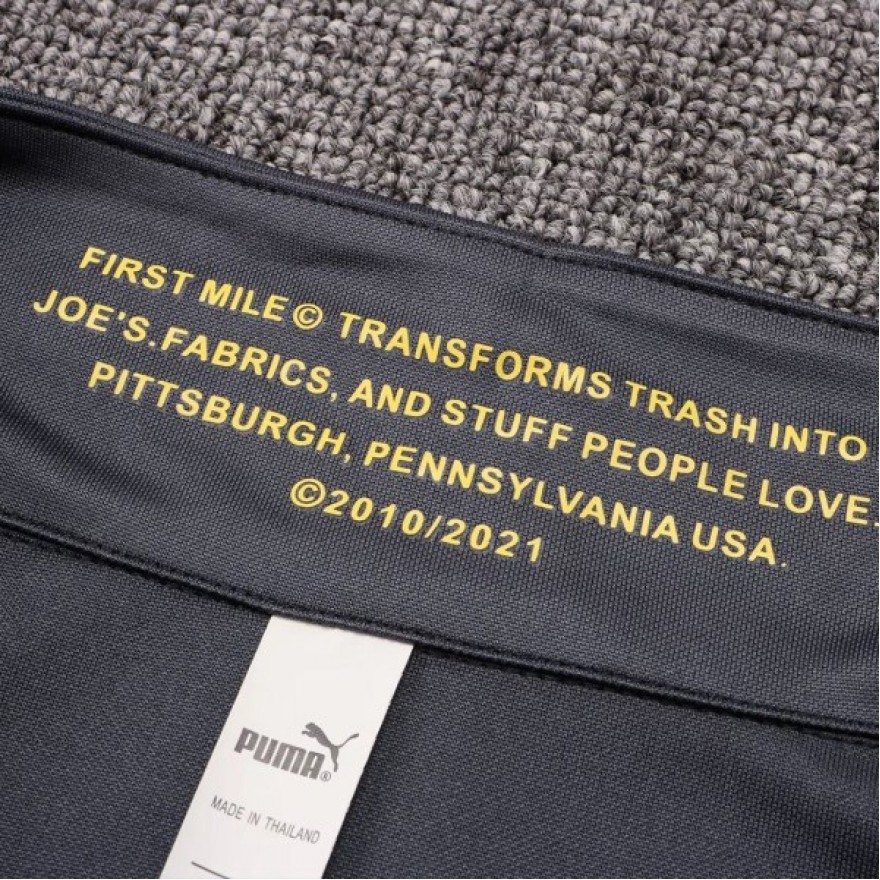 FIRST MILE© TRANSFORMS TRASH INTO
JOE'S.FABRICS, AND STUFF PEOPLE LOVE.
PITTSBURGH, PENNSYLVANIA USA.
©2010/2021
PUMA®
MADE IN THAILAND